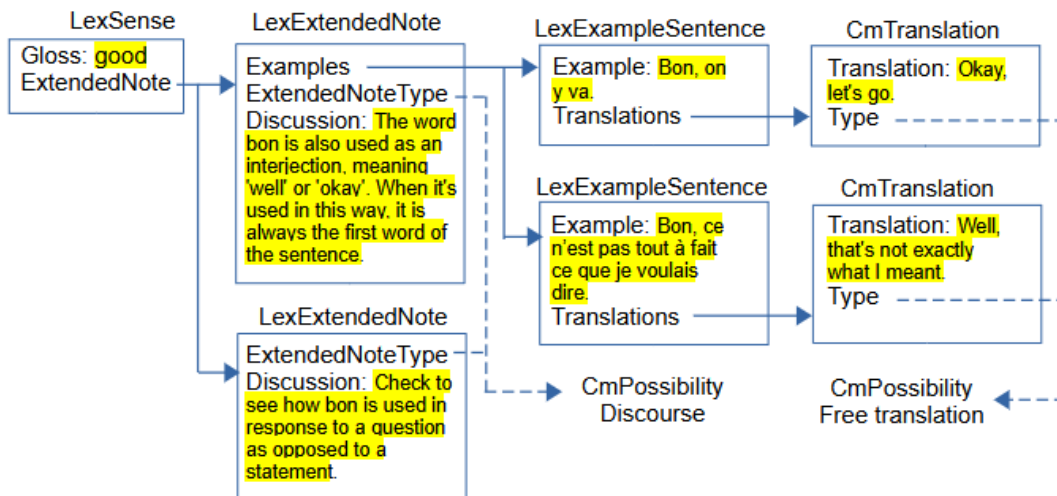 LexSense
Gloss: good
ExtendedNote
LexExtendedNote
Examples
ExtendedNoteType
Discussion: The word
bon is also used as an
interjection, meaning
'well' or 'okay'. When it's
used in this way, it is
always the first word of
the sentence.
LexExtendedNote
ExtendedNoteType
Discussion: Check to
see how bon is used in
response to a question
as opposed to a
statement.
LexExampleSentence
Example: Bon, on
y va.
Translations
LexExampleSentence
Example: Bon, ce
n'est pas tout à fait
ce que je voulais
dire.
Translations
CmTranslation
Translation: Okay,
let's go.
Type
CmTranslation
Translation: Well,
that's not exactly
what I meant.
Type
CmPossibility
Discourse
CmPossibility
Free translation